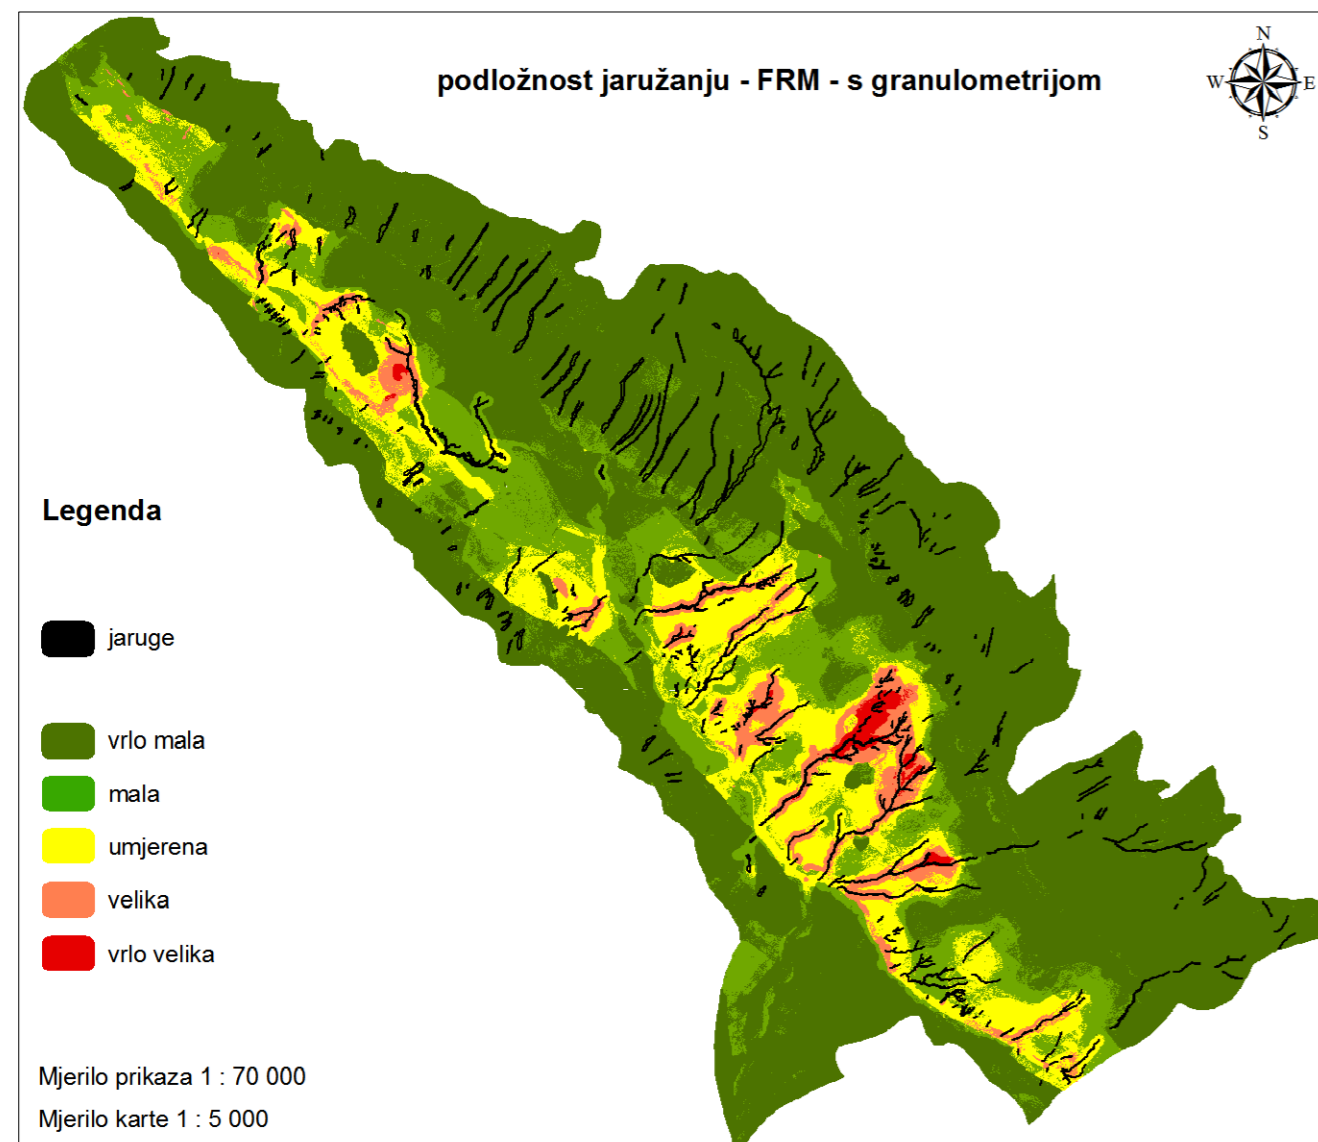 podložnost jaružanju - FRM - s granulometrijom
N
W E
S
Legenda
jaruge
vrlo mala
mala
umjerena
velika
vrlo velika
Mjerilo prikaza 1 : 70 000
Mjerilo karte 1 : 5 000